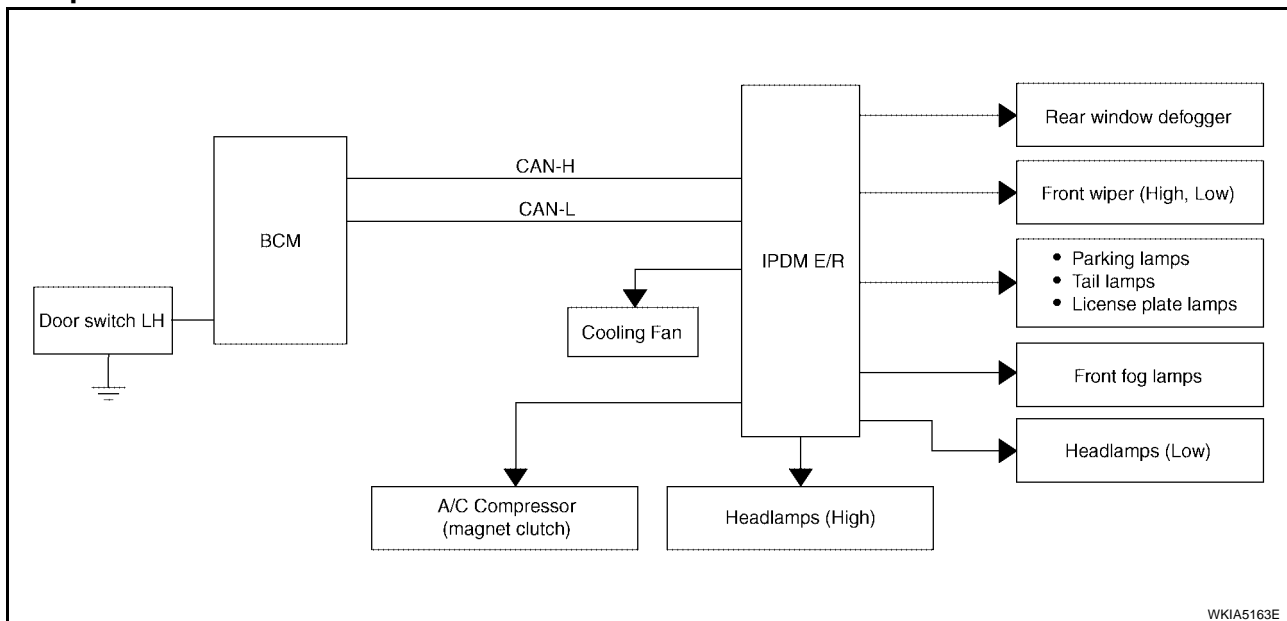 Rear window defogger
CAN-H
Front wiper (High, Low)
CAN-L
BCM
IPDM E/R
• Parking lamps
• Tail lamps
• License plate lamps
Door switch LH
Cooling Fan
Front fog lamps
Headlamps (Low)
A/C Compressor
(magnet clutch)
Headlamps (High)
WKIA5163E